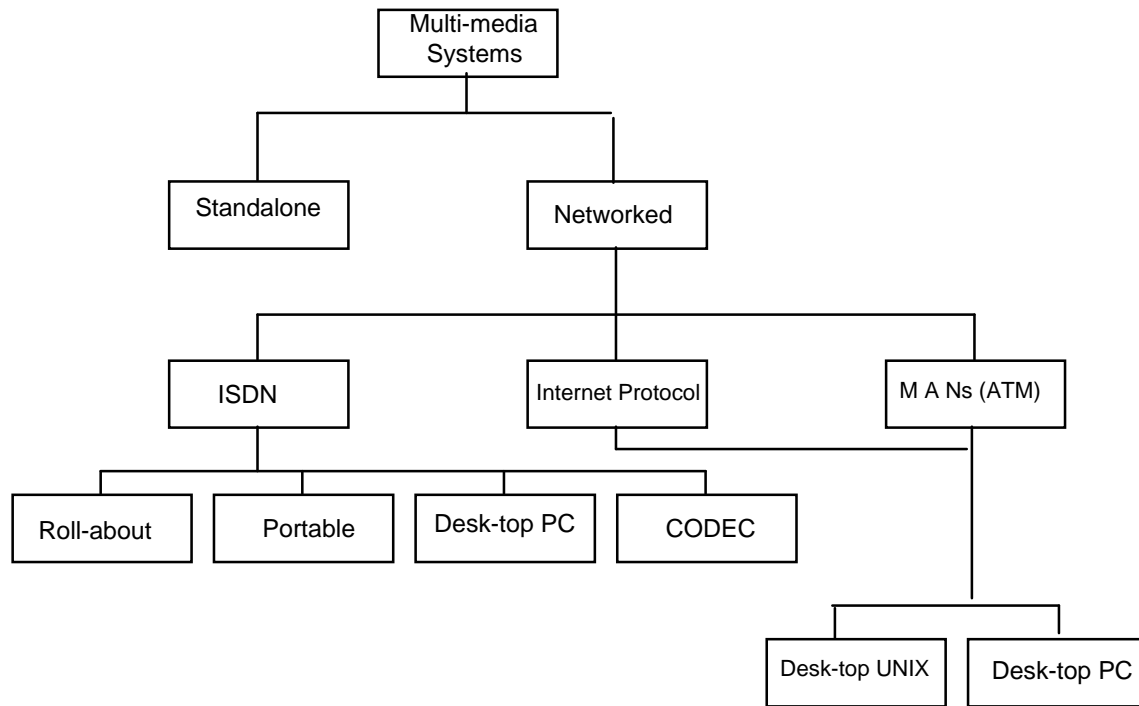 Multi-media
Systems
Standalone
Networked
ISDN
Internet Protocol
M A Ns (ATM)
Roll-about
Portable
Desk-top PC
CODEC
Desk-top UNIX
Desk-top PC